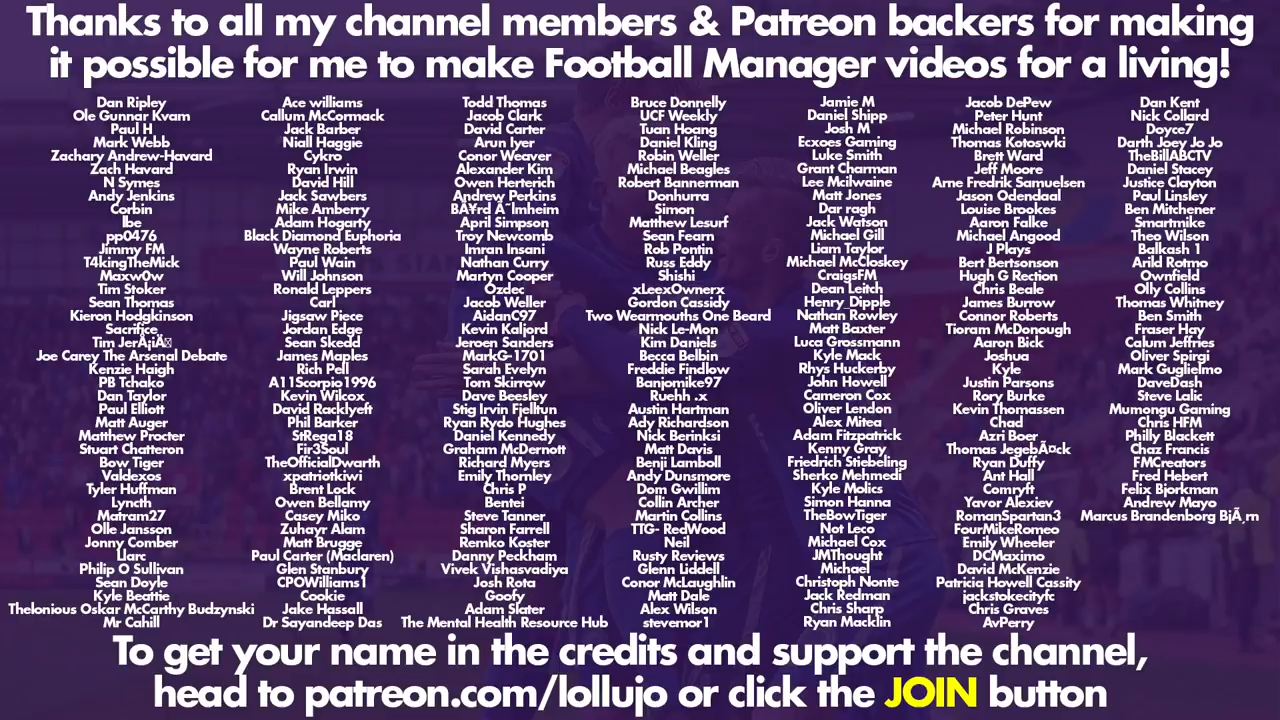 Thanks to all my channel members & Patreon backers for making
it possible for me to make Football Manager videos for a living!
Dan Ripley
Ole Gunnar Kvam
Paul H
Mark Webb
Zachary Andrew-Havard
Zach Havard
N Symes
Andy Jenkins
Corbin
Ibe
pp0476
Jimmy FM
T4kingTheMick
Maxw0w
Tim Stoker
Sean Thomas
Kieron Hodgkinson
Sacrifice
Tim
Joe Carey The Arsenal Debate
Kenzie Haigh
PB Tchako
Dan Taylor
Paul Elliott
Matt Auger
Matthew Procter
Stuart Chatteron
Bow Tiger
Valdexos
Tyler Huffman
Lyncth
Matram27
Olle Jansson
Jonny Comber
Llarc
Philip O Sullivan
Sean Doyle
Kyle Beattie
Thelonious Oskar McCarthy Budzynski
Mr Cahill
Ace williams
Callum McCormack
Jack Barber
Niall Haggie
Cykro
Ryan Irwin
David Hill
Jack Sawbers
Mike Amberry
Adam Hogarty
Black Diamond Euphoria
Wayne Roberts
Paul Wain
Will Johnson
Ronald Leppers
Carl
Jigsaw Piece
Jordan Edge
Sean Skedd
James Maples
Rich Pell
A11Scorpio1996
Kevin Wilcox
David Racklyeft
Phil Barker
StRega18
Fir3Soul
TheOfficialDwarth
xpatriotkiwi
Brent Lock
Owen Bellamy
Casey Miko
Zuhayr Alam
Matt Brugge
Paul Carter (Maclaren)
Glen Stanbury
CPOWilliams1
Cookie
Jake Hassall
Dr Sayandeep Das
Todd Thomas
Jacob Clark
David Carter
Arun Iyer
Conor Weaver
Alexander Kim
Owen Herterich
Andrew Perkins
BÃ¥rd Ã˜lmheim
April Simpson
Troy Newcomb
Imran Insani
Nathan Curry
Martyn Cooper
Ozdec
Jacob Weller
AidanC97
Kevin Kaljord
Jeroen Sanders
MarkG-1701
Sarah Evelyn
Tom Skirrow
Dave Beesley
Stig Irvin Fjelltun
Ryan Rydo Hughes
Daniel Kennedy
Graham McDernott
Richard Myers
Emily Thornley
Chris P
Bentei
Steve Tanner
Sharon Farrell
Remko Koster
Danny Peckham
Vivek Vishasvadiya
Josh Rota
Goofy
Adam Slater
The Mental Health Resource Hub
Bruce Donnelly
UCF Weekly
Tuan Hoang
Daniel Kling
Robin Weller
Michael Beagles
Robert Bannerman
Donhurra
Simon
Matthew Lesurf
Sean Fearn
Rob Pontin
Russ Eddy
Shishi
xLeexOwnerx
Gordon Cassidy
Two Wearmouths One Beard
Nick Le-Mon
Kim Daniels
Becca Belbin
Freddie Findlow
Banjomike97
Ruehh .x
Austin Hartman
Ady Richardson
Nick Berinksi
Matt Davis
Benji Lamboll
Andy Dunsmore
Dom Gwillim
Collin Archer
Martin Collins
TTG- RedWood
Neil
Rusty Reviews
Glenn Liddell
Conor McLaughlin
Matt Dale
Alex Wilson
stevemor1
Jamie M
Daniel Shipp
Josh M
Ecxoes Gaming
Luke Smith
Grant Charman
Lee Mcilwaine
Matt Jones
Dar ragh
Jack Watson
Michael Gill
Liam Taylor
Michael McCloskey
CraigsFM
Dean Leitch
Henry Dipple
Nathan Rowley
Matt Baxter
Luca Grossmann
Kyle Mack
Rhys Huckerby
John Howell
Cameron Cox
Oliver Lendon
Alex Mitea
Adam Fitzpatrick
Kenny Gray
Friedrich Stiebeling
Sherko Mehmedi
Kyle Molics
Simon Hanna
TheBowTiger
Not Leco
Michael Cox
JMThought
Michael
Christoph Nonte
Jack Redman
Chris Sharp
Ryan Macklin
Jacob DePew
Peter Hunt
Michael Robinson
Thomas Kotoswki
Brett Ward
Jeff Moore
Arne Fredrik Samuelsen
Jason Odendaal
Louise Brookes
Aaron Falke
Michael Angood
J Plays
Bert Bertsonson
Hugh G Rection
Chris Beale
James Burrow
Connor Roberts
Tioram McDonough
Aaron Bick
Joshua
Kyle
Justin Parsons
Rory Burke
Kevin Thomassen
Chad
Azri Boer
Thomas JegebÃ¤ck
Ryan Duffy
Ant Hall
Comryft
Yavor Alexiev
RomanSpartan3
FourMikeRomeo
Emily Wheeler
DCMaximo
David McKenzie
Patricia Howell Cassity
jackstokecityfc
Chris Graves
AvPerry
Dan Kent
Nick Collard
Doyce7
Darth Joey Jo Jo
TheBillABCTV
Daniel Stacey
Justice Clayton
Paul Linsley
Ben Mitchener
Smartmike
Theo Wilson
Balkash 1
Arild Rotmo
Ownfield
Olly Collins
Thomas Whitney
Ben Smith
Fraser Hay
Calum Jeffries
Oliver Spirgi
Mark Guglielmo
DaveDash
Steve Lalic
Mumongu Gaming
Chris HFM
Philly Blackett
Chaz Francis
FMCreators
Fred Hebert
Felix Bjorkman
Andrew Mayo
Marcus Brandenborg BjÃ¸rn
To get your name in the credits and support the channel,
head to patreon.com/lollujo or click the JOIN button